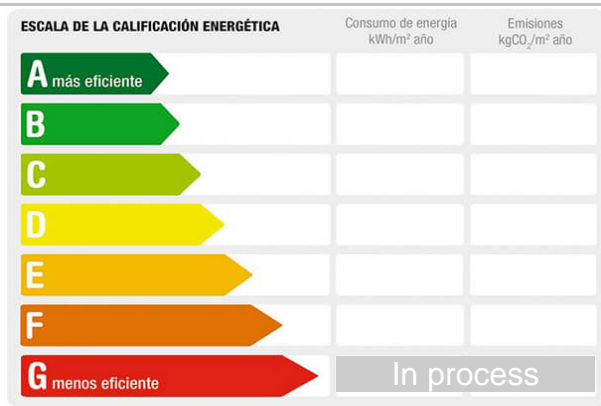 ESCALA DE LA CALIFICACIÓN ENERGÉTICA
Consumo de energía
kWh/m² año
Emisiones
kgCO₂/m² año
A más eficiente
B
C
D
E
F
G menos eficiente
In process